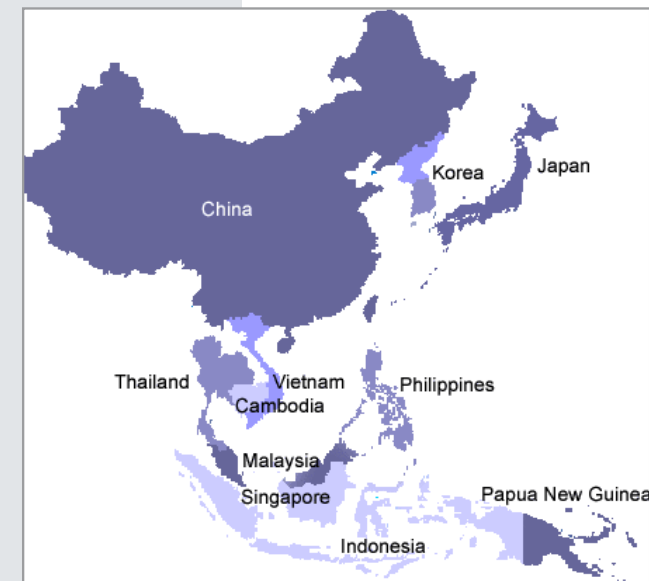 Japan
Korea
China
Thailand
Vietnam
Philippines
Cambodia
Malaysia
Singapore
Papua New Guinea
Indonesia